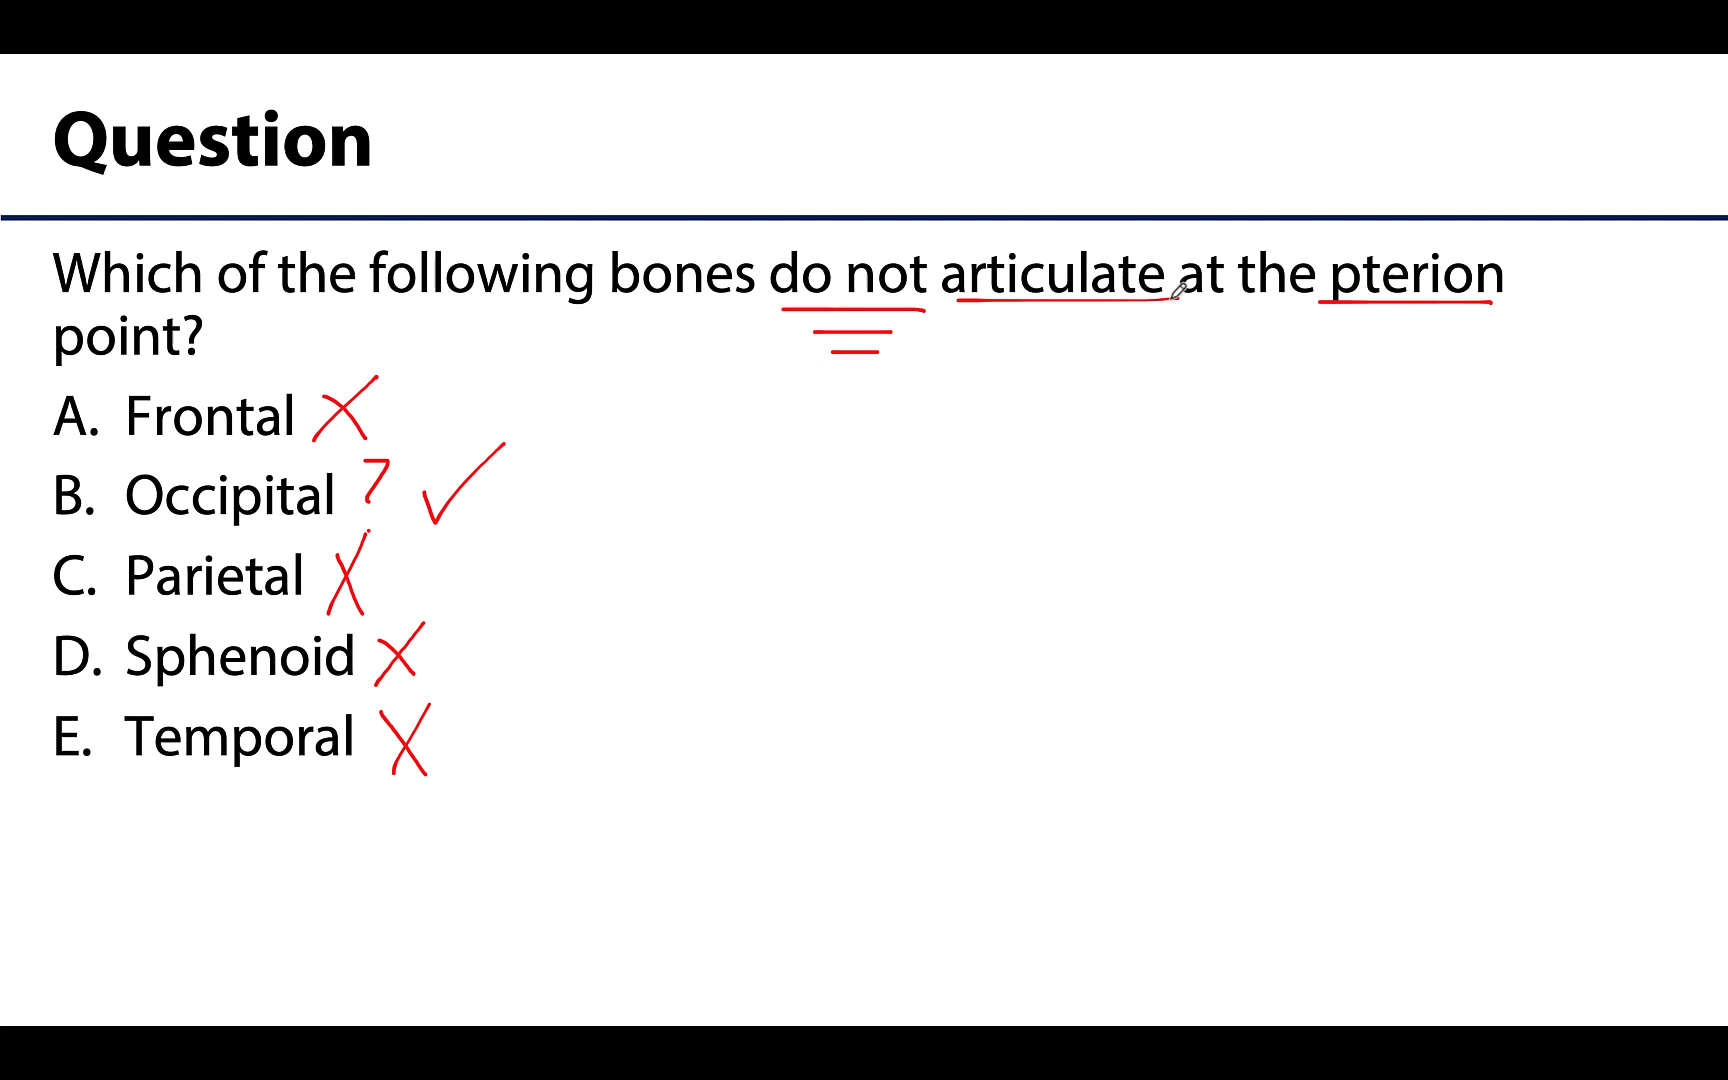 Question
Which of the following bones do not articulate at the pterion
point?
A. Frontal
B. Occipital ?
C. Parietal
D. Sphenoid
E. Temporal